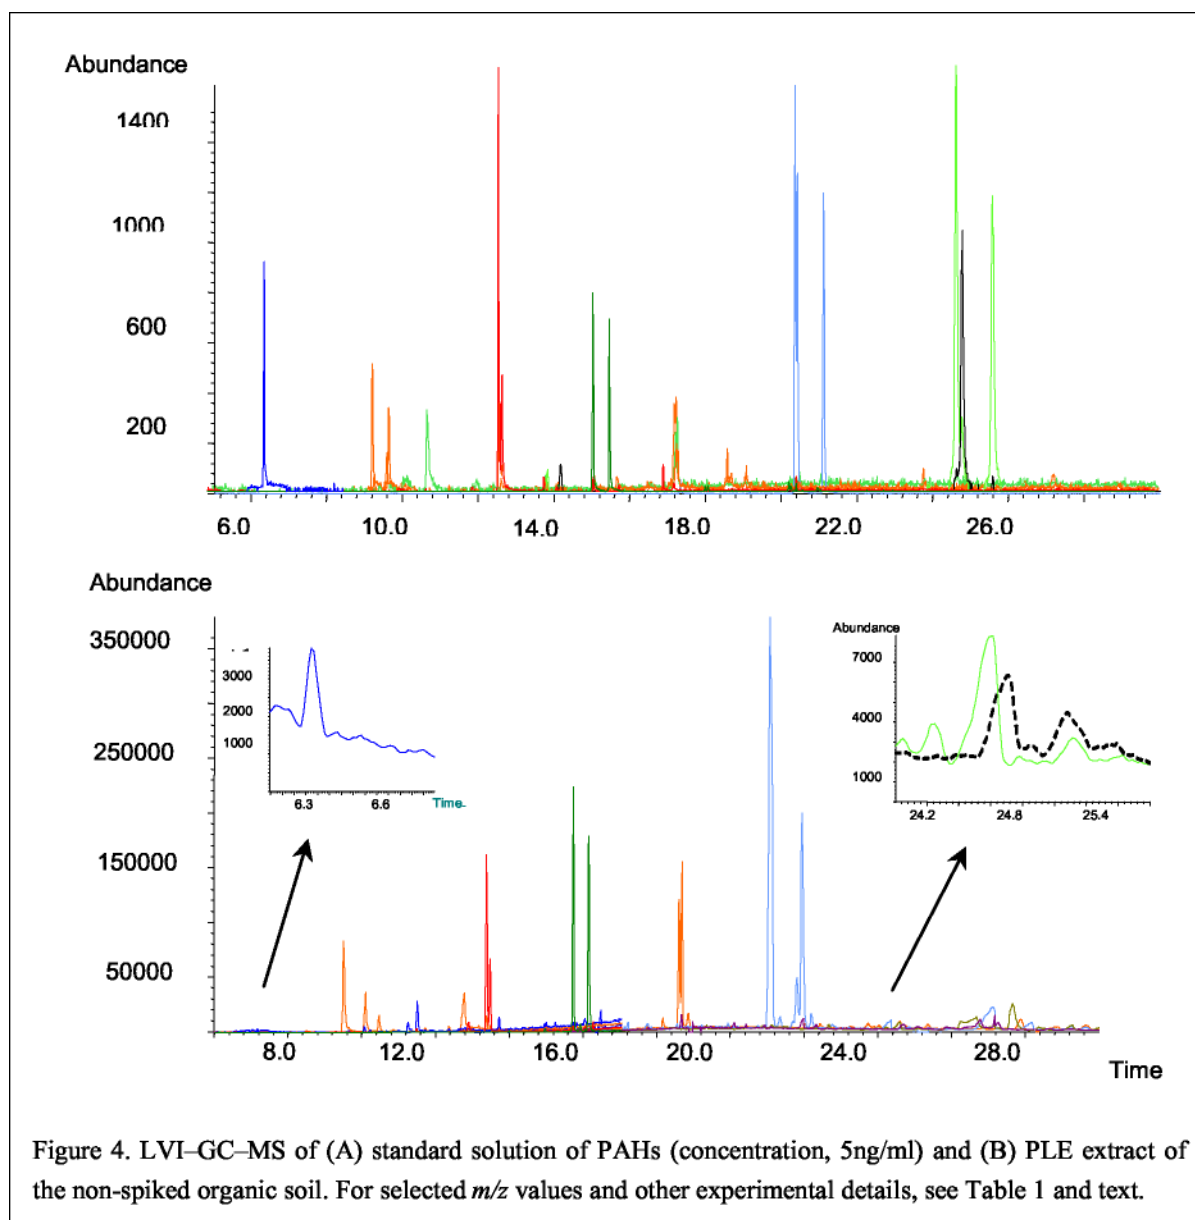 Abundance
1400
1000
600
200
6.0 10.0 14.0 18.0 22.0 26.0
Abundance
350000
250000
150000
50000
3000
2000
1000
6.3 6.6 Time.
Abundance
7000
4000
1000
24.2 24.8 25.4
8.0 12.0 16.0 20.0 24.0 28.0
Time
Figure 4. LVI–GC–MS of (A) standard solution of PAHs (concentration, 5ng/ml) and (B) PLE extract of
the non-spiked organic soil. For selected m/z values and other experimental details, see Table 1 and text.